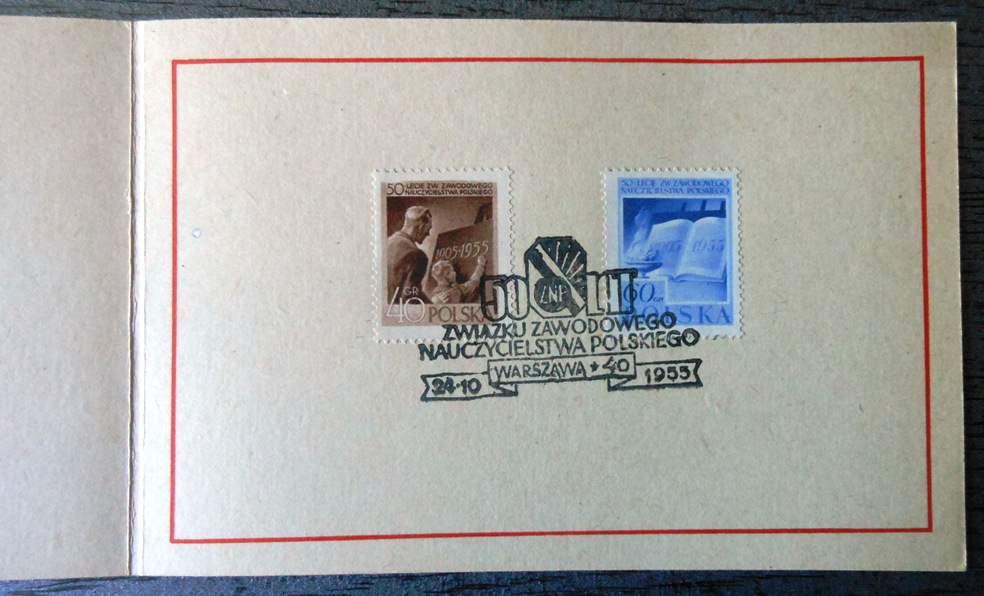 50-LECIE ZW. ZAWODOWEGO
NAUCZYCIELSTWA POLSKIEGO
1905-1955
GR
40 POLSKA
50-LECIE ZW. ZAWODOWEGO
NAUCZYCIELSTWA POLSKIEGO
1905 1955
60 GR
POLSKA
50 ZNP LAT
ZWIĄZKU ZAWODOWEGO
NAUCZYCIELSTWA POLSKIEGO
WARSZAWA * 40
24·10 1955